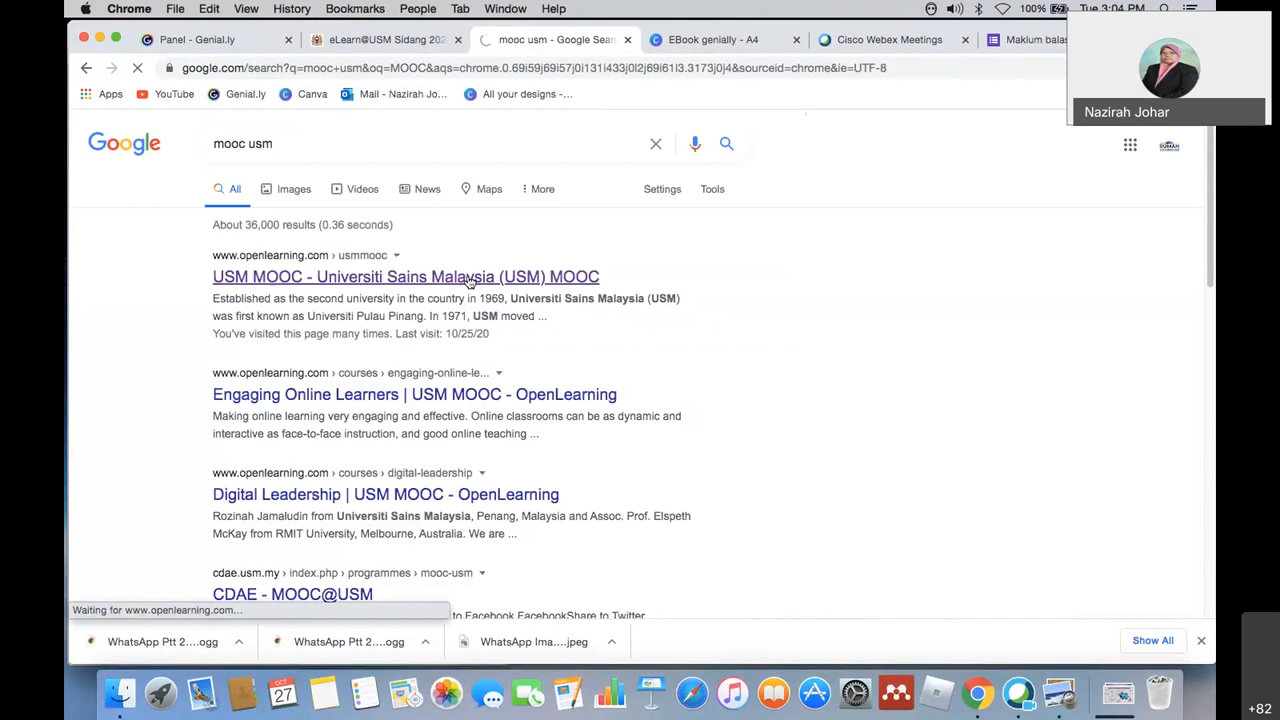 Chrome File Edit View History Bookmarks People Tab Window Help 100% Tue 3:04 PM
Panel - Genial.ly
eLearn@USM Sidang 202
mooc usm - Google Sear
EBook genially - A4
Cisco Webex Meetings
Maklum balas
google.com/search?q=mooc+usm&oq=MOOC&aqs=chrome.0.69i59j69i57j0i131i433j0l2j69i61l3.3173j0j4&sourceid=chrome&ie=UTF-8
Apps YouTube Genial.ly Canva Mail - Nazirah Jo... All your designs -...
Nazirah Johar
Google
mooc usm
All Images Videos News Maps More Settings Tools
About 36,000 results (0.36 seconds)
www.openlearning.com › usmmooc
USM MOOC - Universiti Sains Malaysia (USM) MOOC
Established as the second university in the country in 1969, Universiti Sains Malaysia (USM)
was first known as Universiti Pulau Pinang. In 1971, USM moved ...
You've visited this page many times. Last visit: 10/25/20
www.openlearning.com › courses › engaging-online-le...
Engaging Online Learners | USM MOOC - OpenLearning
Making online learning very engaging and effective. Online classrooms can be as dynamic and
interactive as face-to-face instruction, and good online teaching ...
www.openlearning.com › courses › digital-leadership
Digital Leadership | USM MOOC - OpenLearning
Rozinah Jamaludin from Universiti Sains Malaysia, Penang, Malaysia and Assoc. Prof. Elspeth
McKay from RMIT University, Melbourne, Australia. We are ...
cdae.usm.my › index.php › programmes › mooc-usm
CDAE - MOOC@USM
to Facebook FacebookShare to Twitter
Waiting for www.openlearning.com...
WhatsApp Ptt 2....ogg
WhatsApp Ptt 2....ogg
WhatsApp Ima....jpeg
Show All
OCT
27
+82